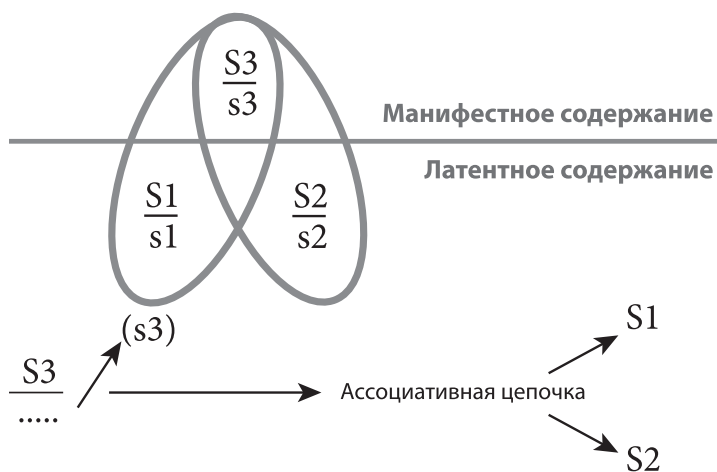 S3
s3
Манифестное содержание
Латентное содержание
S1
s1
S2
s2
(s3)
S1
S3
.....
Ассоциативная цепочка
S2